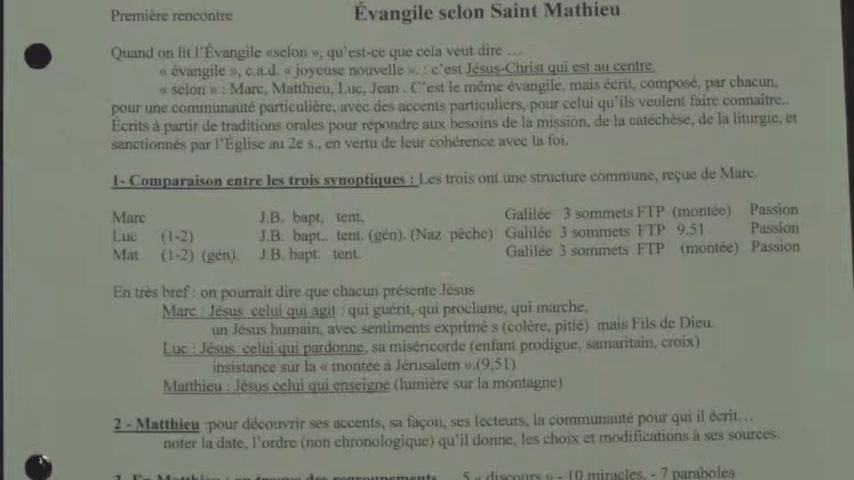 Première rencontre Évangile selon Saint Mathieu
Quand on lit l'Évangile «selon », qu'est-ce que cela veut dire …
« évangile », c.a.d. « joyeuse nouvelle ». : c'est Jésus-Christ qui est au centre.
« selon » : Marc, Matthieu, Luc, Jean . C'est le même évangile, mais écrit, composé, par chacun,
pour une communauté particulière, avec des accents particuliers, pour celui qu'ils veulent faire connaître..
Écrits à partir de traditions orales pour répondre aux besoins de la mission, de la catéchèse, de la liturgie, et
sanctionnés par l'Église au 2e s., en vertu de leur cohérence avec la foi.
1- Comparaison entre les trois synoptiques : Les trois ont une structure commune, reçue de Marc.
Marc J.B. bapt, tent. Galilée 3 sommets FTP (montée) Passion
Luc (1-2) J.B. bapt.. tent. (gén). (Naz pêche) Galilée 3 sommets FTP 9.51 Passion
Mat (1-2) (gén). J.B. bapt. tent. Galilée 3 sommets FTP (montée) Passion
En très bref : on pourrait dire que chacun présente Jésus
Marc : Jésus celui qui agit : qui guérit, qui proclame, qui marche,
un Jésus humain, avec sentiments exprimé s (colère, pitié) mais Fils de Dieu.
Luc : Jésus celui qui pardonne, sa miséricorde (enfant prodigue, samaritain, croix)
insistance sur la « montée à Jérusalem ».(9,51)
Matthieu : Jésus celui qui enseigne (lumière sur la montagne)
2 - Matthieu :pour découvrir ses accents, sa façon, ses lecteurs, la communauté pour qui il écrit…
noter la date, l'ordre (non chronologique) qu'il donne, les choix et modifications à ses sources.
3. En Matthieu : on trouve des regroupements 5 « discours » - 10 miracles, - 7 paraboles